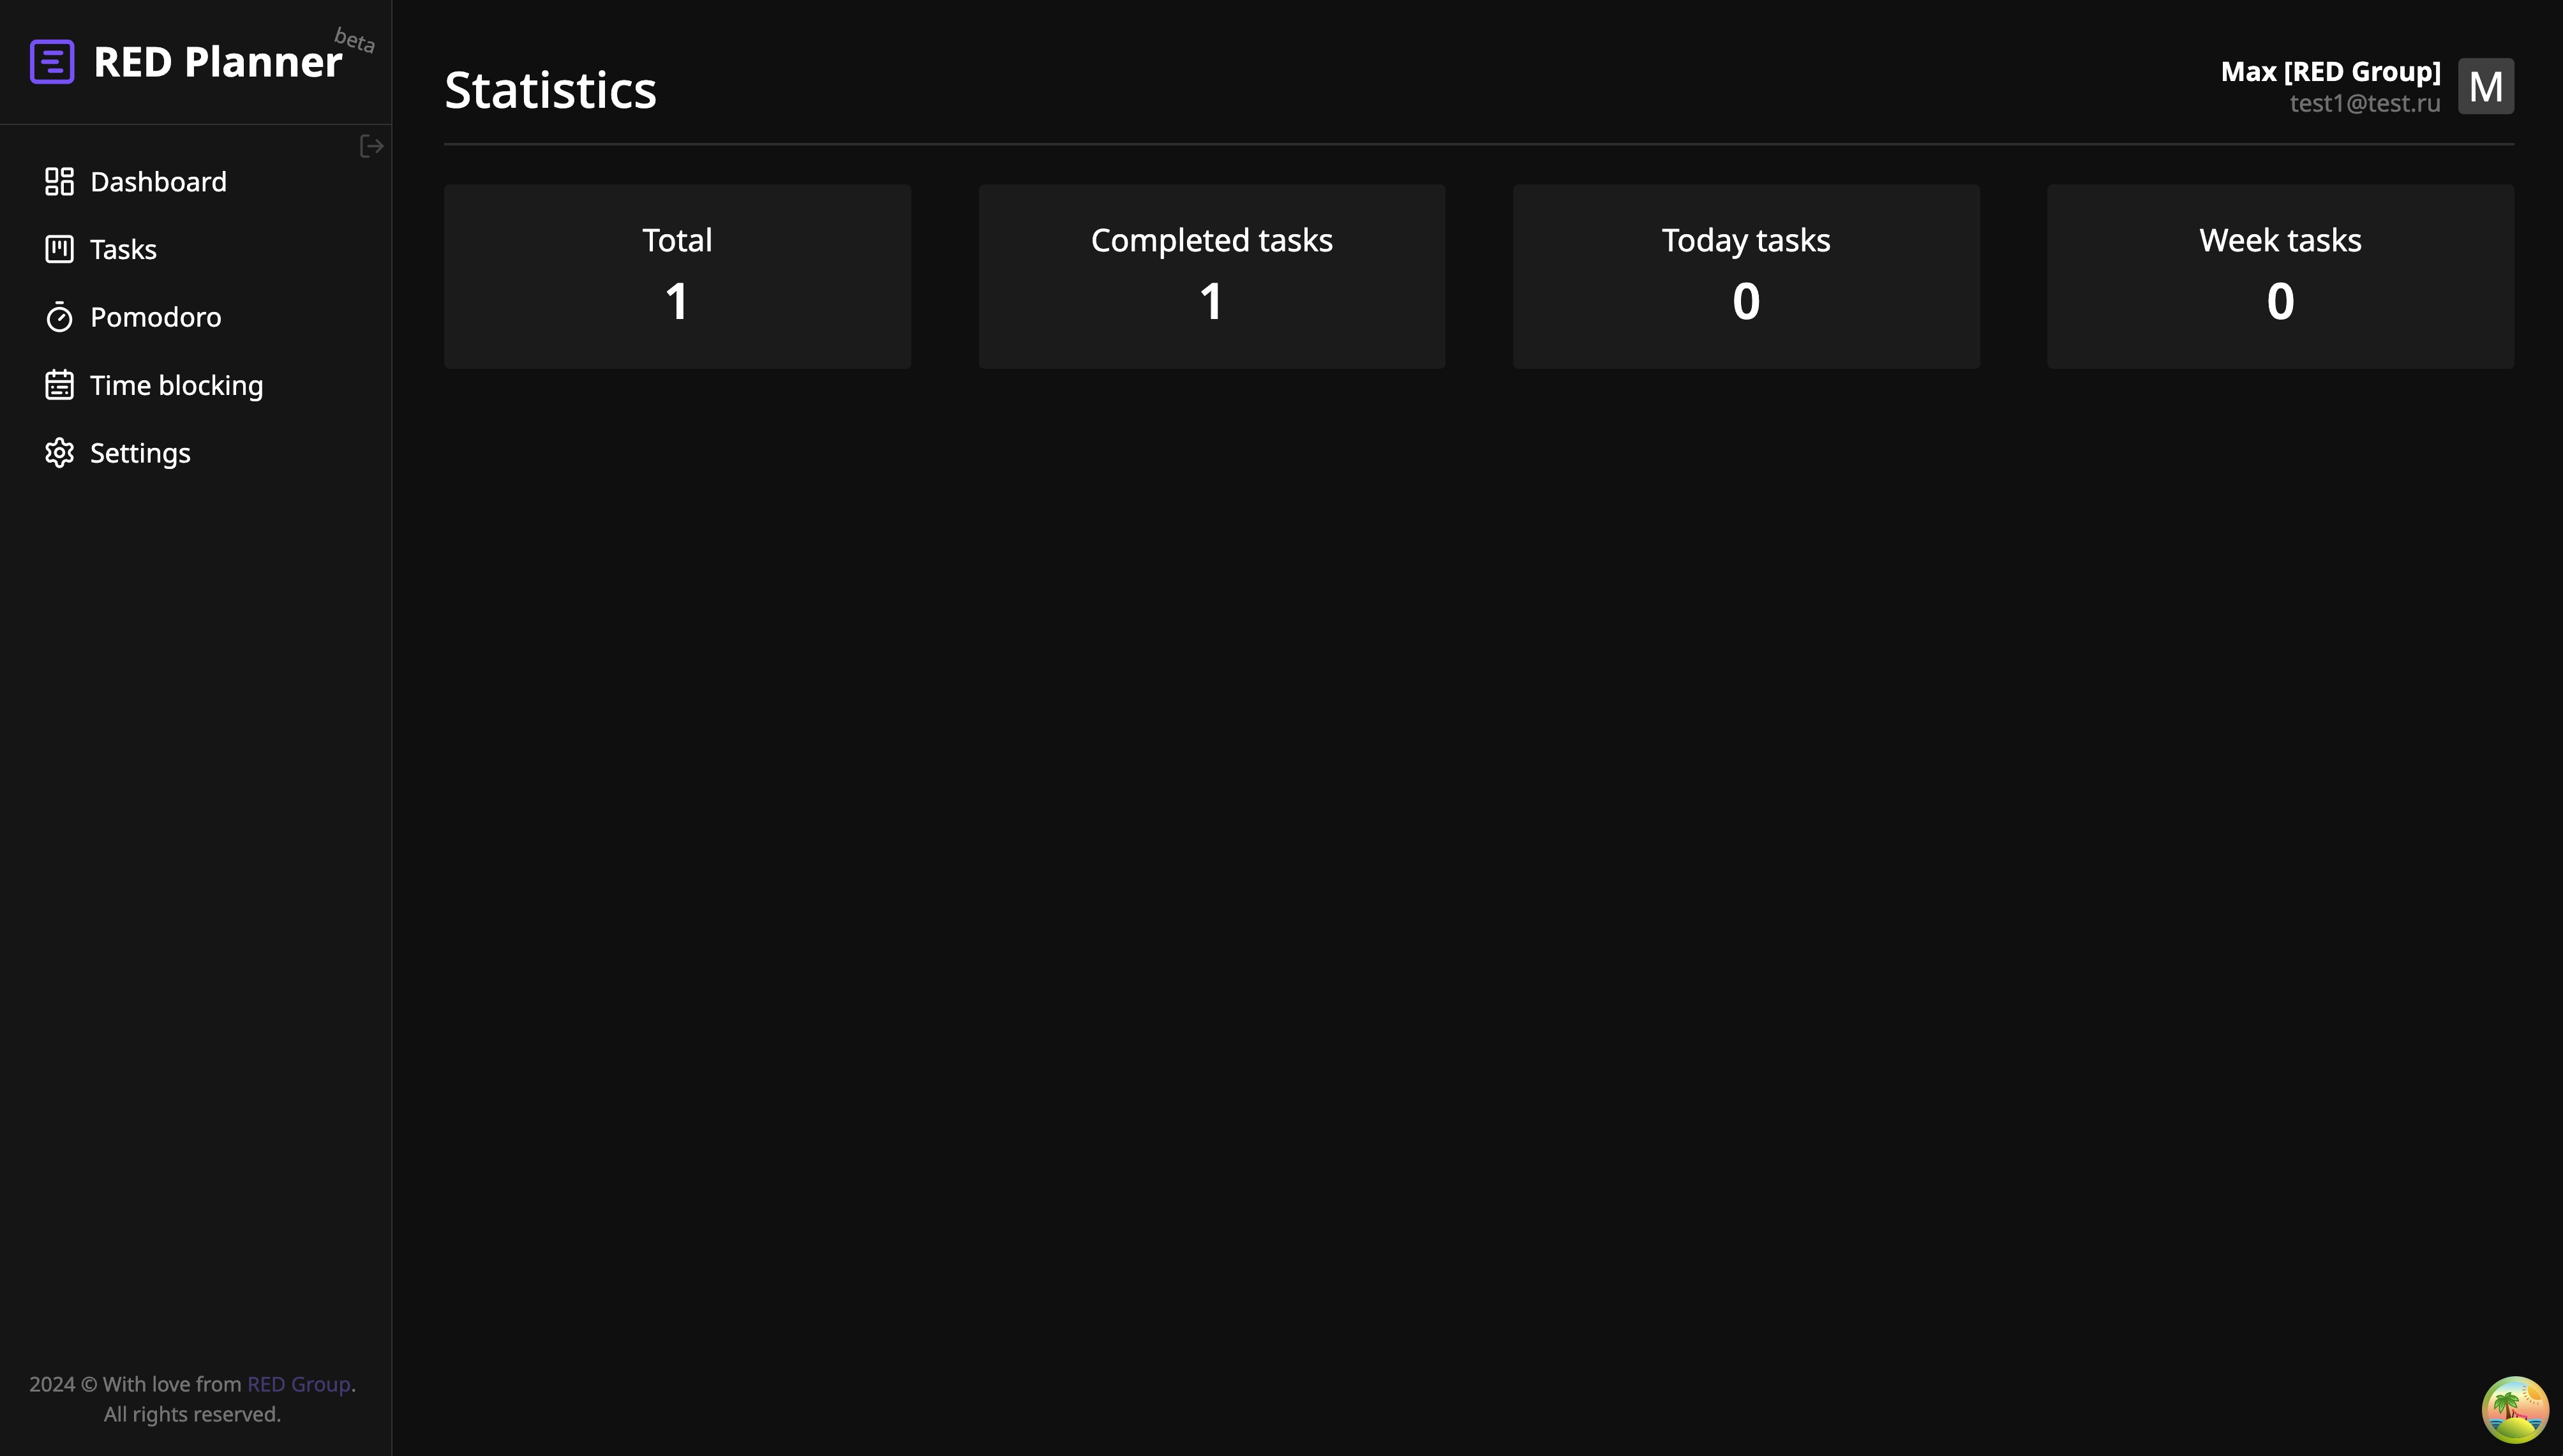 RED Planner
beta
Dashboard
Tasks
Pomodoro
Time blocking
Settings
2024 © With love from RED Group.
All rights reserved.
Statistics
Max [RED Group]
test1@test.ru
M
Total
1
Completed tasks
1
Today tasks
0
Week tasks
0